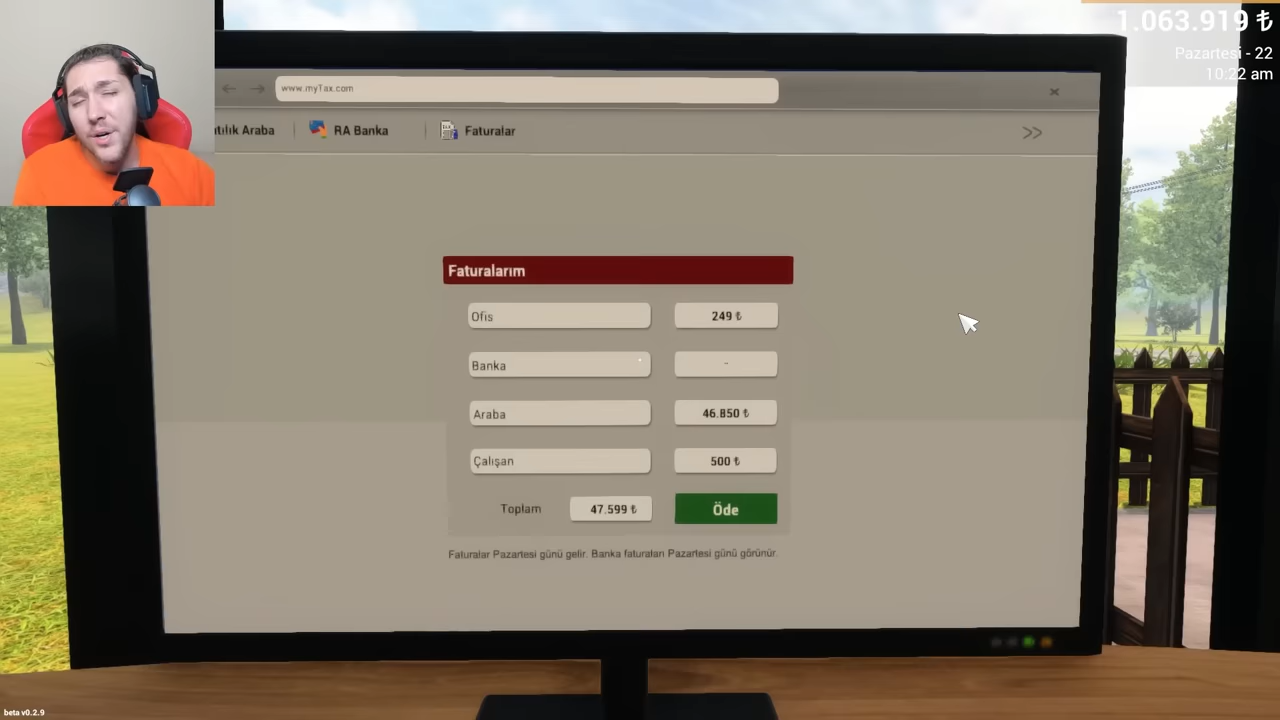 1.063.919 ₺
Pazartesi - 22
10:22 am
www.myTax.com
tılık Araba
RA Banka
Faturalar
>>
Faturalarım
Ofis 249 ₺
Banka -
Araba 46.850 ₺
Çalışan 500 ₺
Toplam 47.599 ₺ Öde
Faturalar Pazartesi günü gelir. Banka faturaları Pazartesi günü görünür.
beta v0.2.9